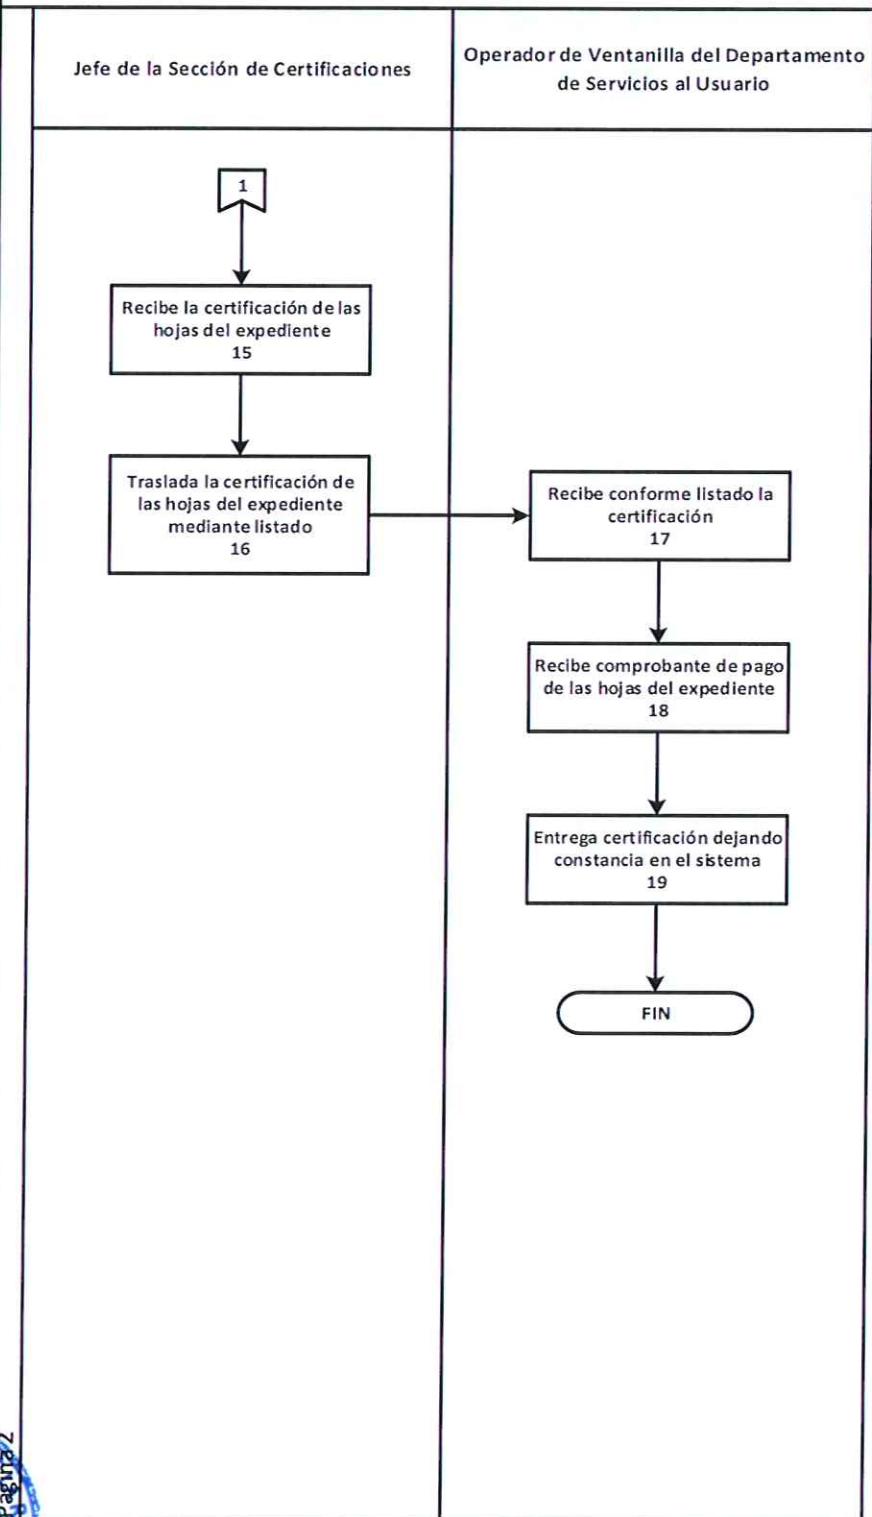 Jefe de la Sección de Certificaciones
Operador de Ventanilla del Departamento
de Servicios al Usuario
1
Recibe la certificación de las
hojas del expediente
15
Traslada la certificación de
las hojas del expediente
mediante listado
16
Recibe conforme listado la
certificación
17
Recibe comprobante de pago
de las hojas del expediente
18
Entrega certificación dejando
constancia en el sistema
19
FIN
Página 2